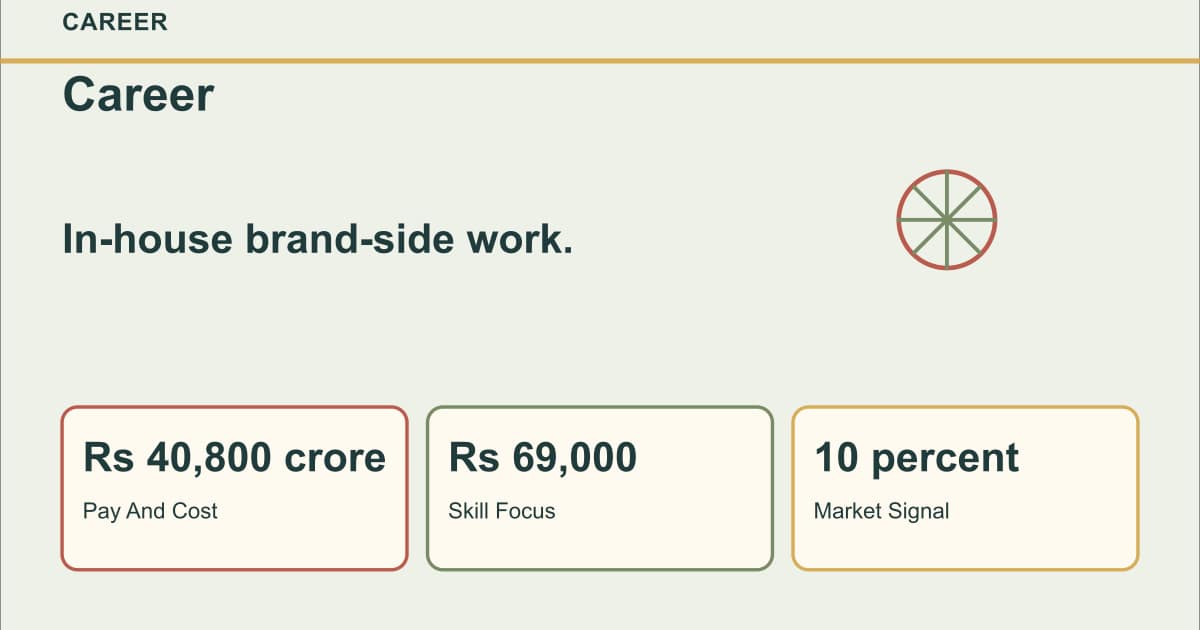 CAREER
Career
In-house brand-side work.
Rs 40,800 crore
Pay And Cost
Rs 69,000
Skill Focus
10 percent
Market Signal